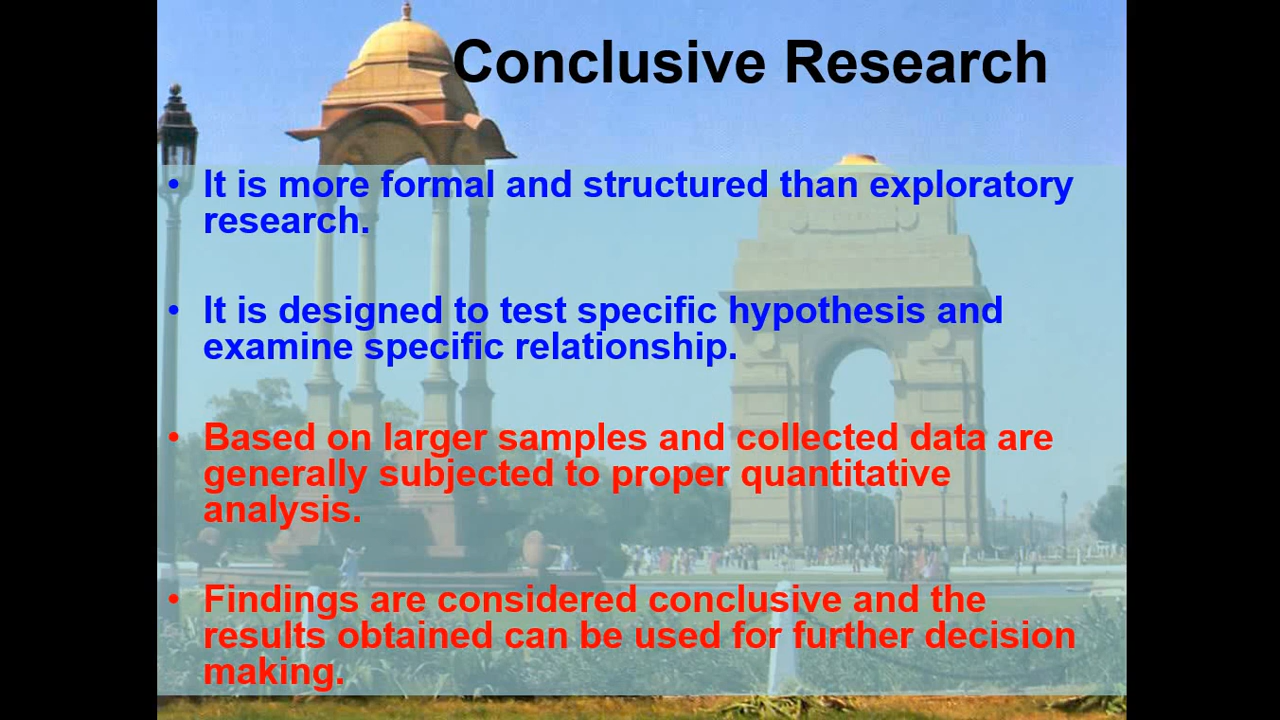 Conclusive Research
• It is more formal and structured than exploratory
research.
• It is designed to test specific hypothesis and
examine specific relationship.
• Based on larger samples and collected data are
generally subjected to proper quantitative
analysis.
• Findings are considered conclusive and the
results obtained can be used for further decision
making.